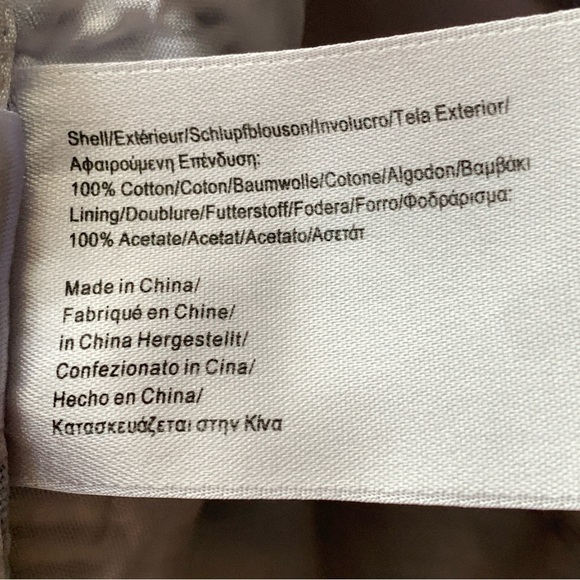 Shell/Extérieur/Schlupfblouson/Involucro/Tela Exterior/
Αφαιρούμενη Επένδυση:
100% Cotton/Coton/Baumwolle/Cotone/Algodon/Βαμβάκι
Lining/Doublure/Futterstoff/Fodera/Forro/Φοδράρισμα:
100% Acetate/Acetat/Acetato/Ασετάτ
Made in China/
Fabriqué en Chine/
in China Hergestellt/
Confezionato in Cina/
Hecho en China/
Κατασκευάζεται στην Κίνα